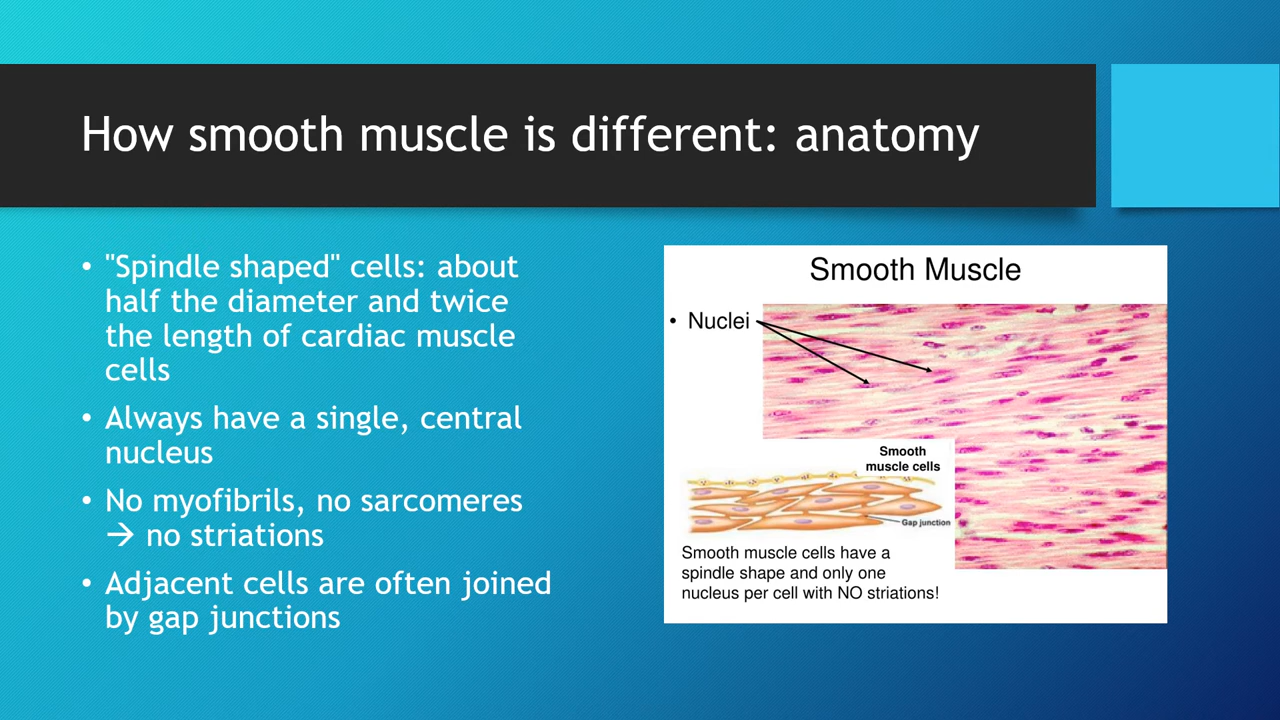 How smooth muscle is different: anatomy
• "Spindle shaped" cells: about
half the diameter and twice
the length of cardiac muscle
cells
• Always have a single, central
nucleus
• No myofibrils, no sarcomeres
→ no striations
• Adjacent cells are often joined
by gap junctions
Smooth Muscle
• Nuclei
Smooth
muscle cells
Gap junction
Smooth muscle cells have a
spindle shape and only one
nucleus per cell with NO striations!